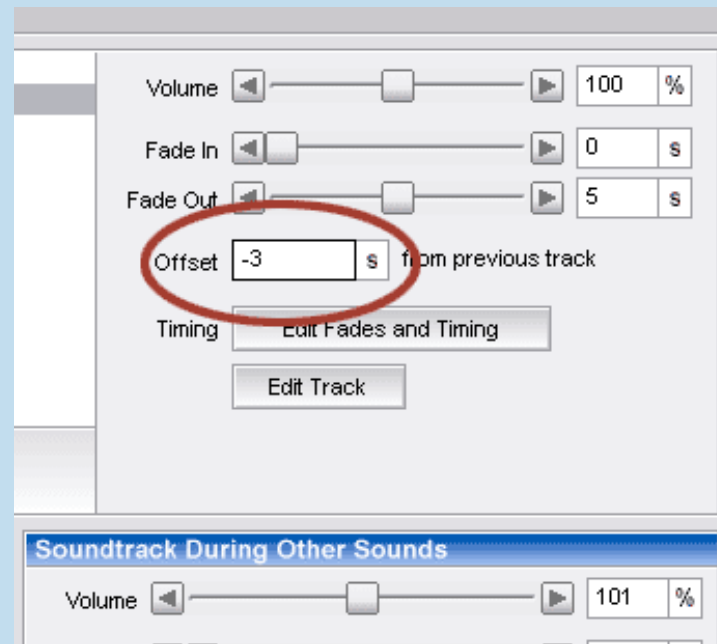 Volume 100 %
Fade In 0 s
Fade Out 5 s
Offset -3 s from previous track
Timing Edit Fades and Timing
Edit Track
Soundtrack During Other Sounds
Volume 101 %